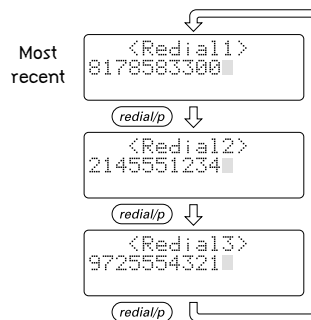 Most
recent
<Redial1>
8178583300
redial/p
<Redial2>
2145551234
redial/p
<Redial3>
9725554321
redial/p